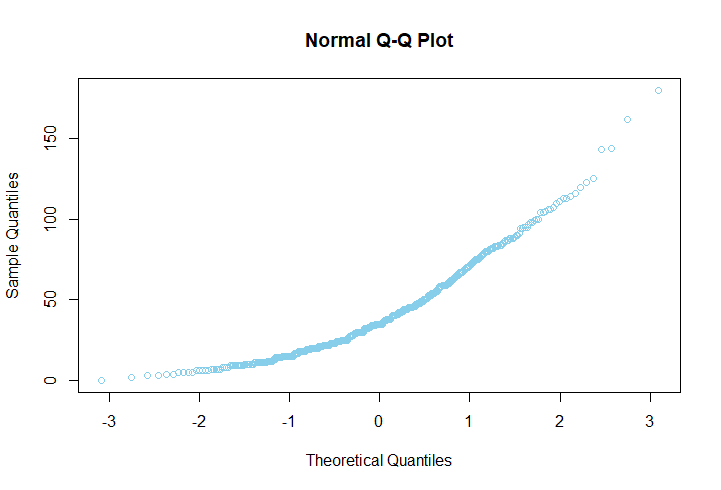 Normal Q-Q Plot
150
100
50
0
Sample Quantiles
-3 -2 -1 0 1 2 3
Theoretical Quantiles